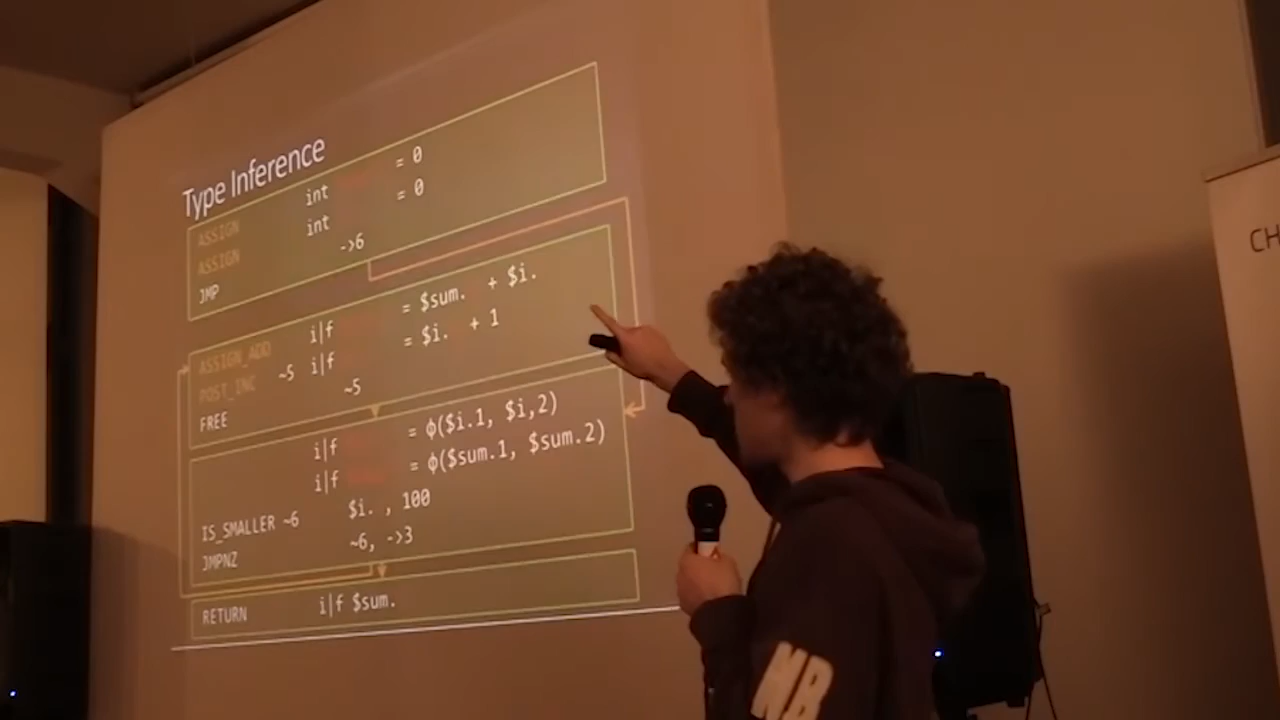 Type Inference
ASSIGN int = 0
ASSIGN int = 0
JMP ->6
ASSIGN_ADD i|f = $sum. + $i.
POST_INC ~5 i|f = $i. + 1
FREE ~5
i|f = ϕ($i.1, $i,2)
i|f = ϕ($sum.1, $sum.2)
IS_SMALLER ~6 $i. , 100
JMPNZ ~6, ->3
RETURN i|f $sum.
CH
NB